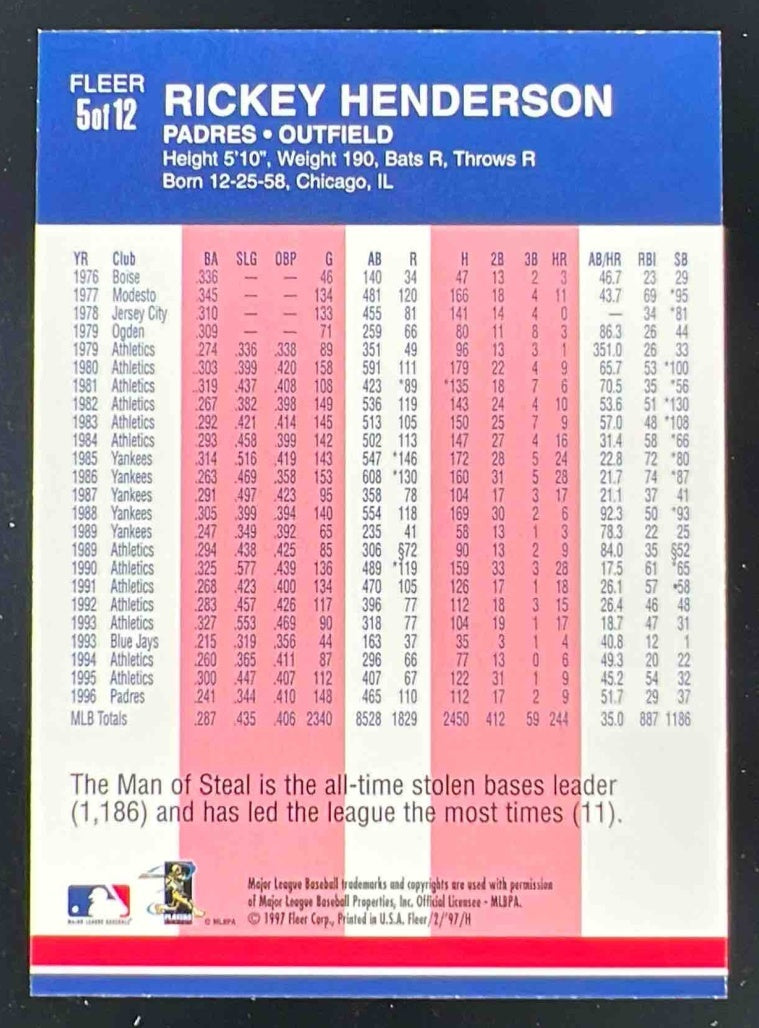 FLEER
5 of 12
RICKEY HENDERSON
PADRES • OUTFIELD
Height 5'10", Weight 190, Bats R, Throws R
Born 12-25-58, Chicago, IL
YR Club BA SLG OBP G AB R H 2B 3B HR AB/HR RBI SB
1976 Boise .336 — — 46 140 34 47 13 2 3 46.7 23 29
1977 Modesto .345 — — 134 481 120 166 18 4 11 43.7 69 *95
1978 Jersey City .310 — — 133 455 81 141 14 4 0 — 34 *81
1979 Ogden .309 — — 71 259 66 80 11 8 3 86.3 26 44
1979 Athletics .274 .336 .338 89 351 49 96 13 3 1 351.0 26 33
1980 Athletics .303 .399 .420 158 591 111 179 22 4 9 65.7 53 *100
1981 Athletics .319 .437 .408 108 423 *89 *135 18 7 6 70.5 35 *56
1982 Athletics .267 .382 .398 149 536 119 143 24 4 10 53.6 51 *130
1983 Athletics .292 .421 .414 145 513 105 150 25 7 9 57.0 48 *108
1984 Athletics .293 .458 .399 142 502 113 147 27 4 16 31.4 58 *66
1985 Yankees .314 .516 .419 143 547 *146 172 28 5 24 22.8 72 *80
1986 Yankees .263 .469 .358 153 608 *130 160 31 5 28 21.7 74 *87
1987 Yankees .291 .497 .423 95 358 78 104 17 3 17 21.1 37 41
1988 Yankees .305 .399 .394 140 554 118 169 30 2 6 92.3 50 *93
1989 Yankees .247 .349 .392 65 235 41 58 13 1 3 78.3 22 25
1989 Athletics .294 .438 .425 85 306 §72 90 13 2 9 84.0 35 §52
1990 Athletics .325 .577 .439 136 489 *119 159 33 3 28 17.5 61 *65
1991 Athletics .268 .423 .400 134 470 105 126 17 1 18 26.1 57 *58
1992 Athletics .283 .457 .426 117 396 77 112 18 3 15 26.4 46 48
1993 Athletics .327 .553 .469 90 318 77 104 19 1 17 18.7 47 31
1993 Blue Jays .215 .319 .356 44 163 37 35 3 1 4 40.8 12 1
1994 Athletics .260 .365 .411 87 296 66 77 13 0 6 49.3 20 22
1995 Athletics .300 .447 .407 112 407 67 122 31 1 9 45.2 54 32
1996 Padres .241 .344 .410 148 465 110 112 17 2 9 51.7 29 37
MLB Totals .287 .435 .406 2340 8528 1829 2450 412 59 244 35.0 887 1186
The Man of Steal is the all-time stolen bases leader
(1,186) and has led the league the most times (11).
MAJOR LEAGUE BASEBALL
PLAYERS
© MLBPA
Major League Baseball trademarks and copyrights are used with permission
of Major League Baseball Properties, Inc. Official Licensee - MLBPA.
© 1997 Fleer Corp., Printed in U.S.A. Fleer/2/'97/H